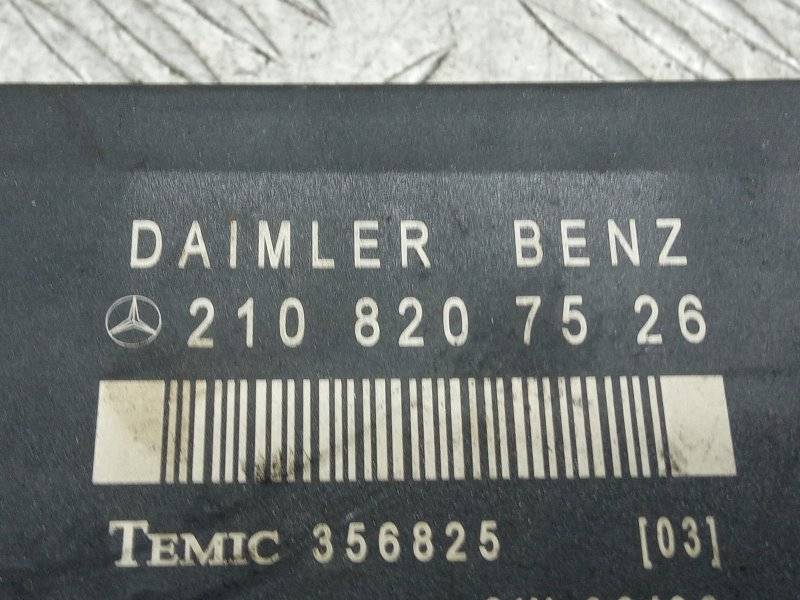 DAIMLER BENZ
210 820 75 26
TEMIC 356825 [03]